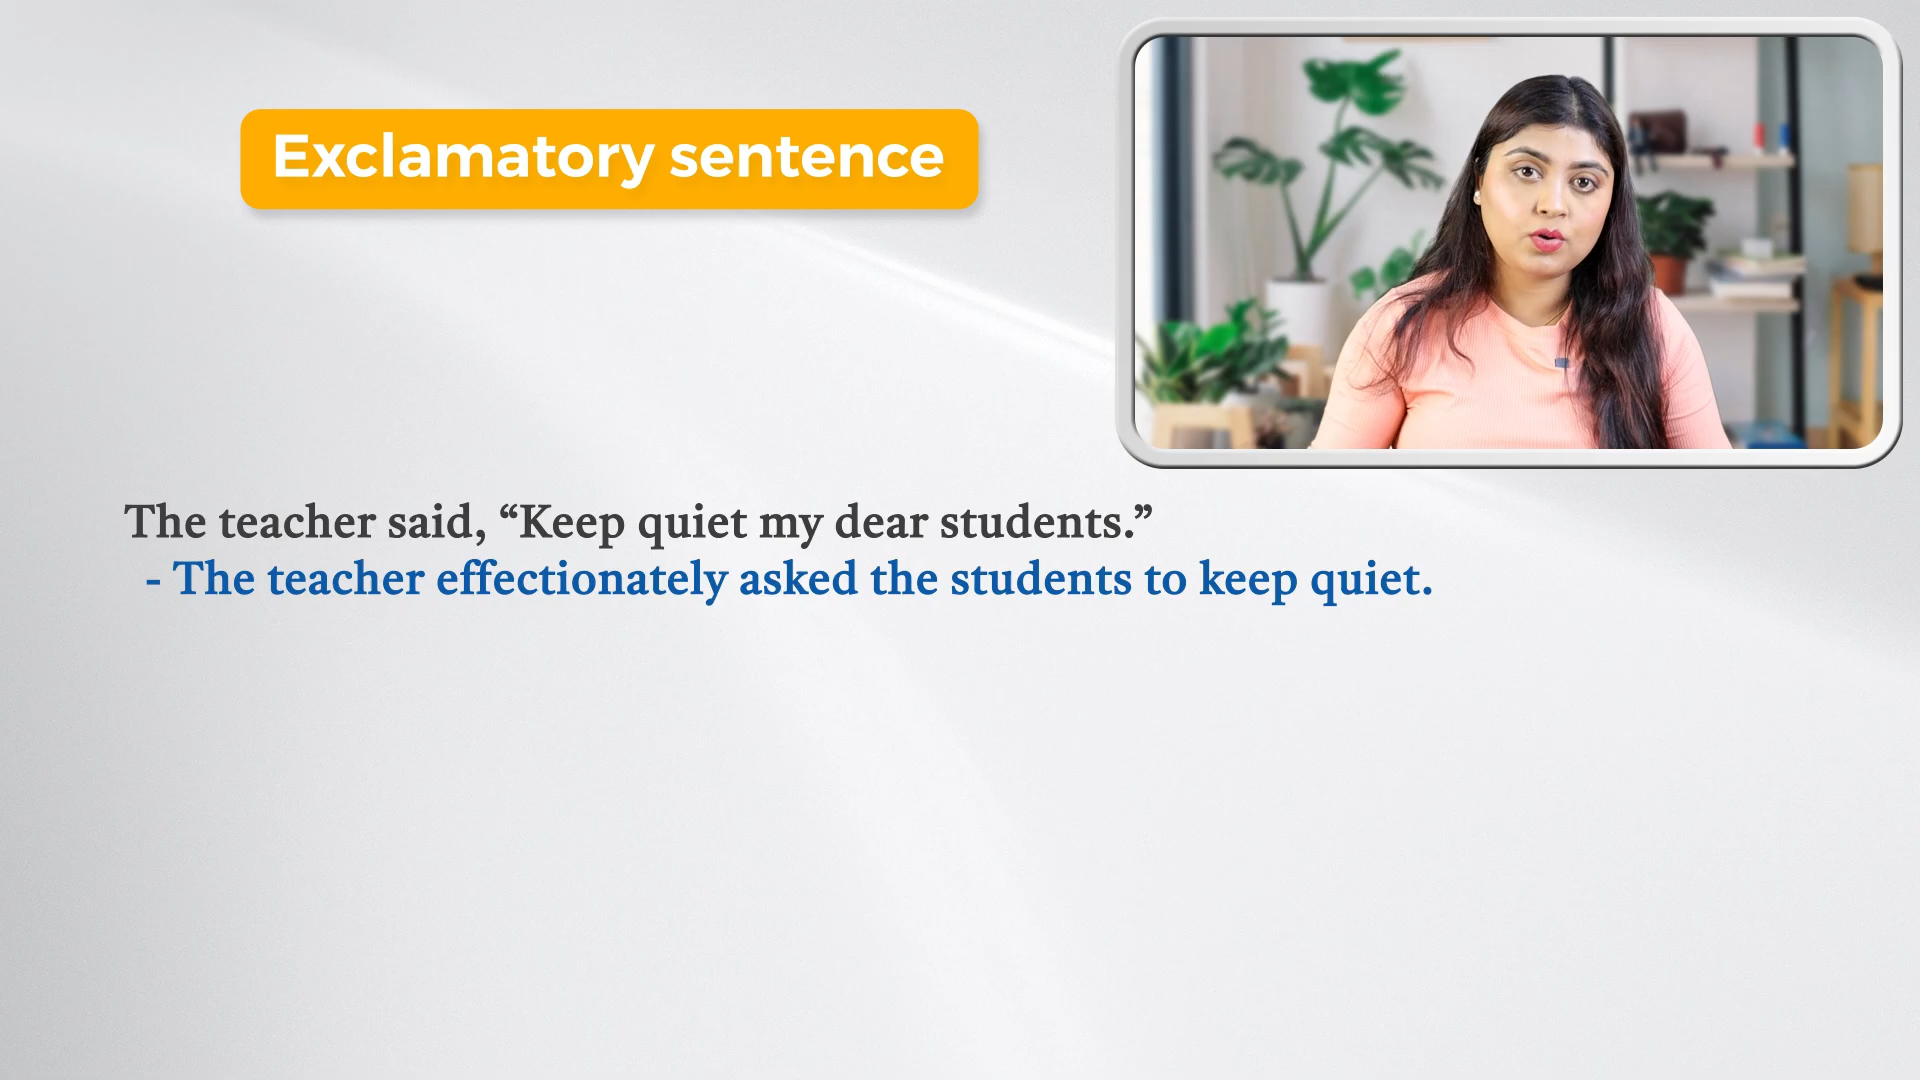 Exclamatory sentence
The teacher said, “Keep quiet my dear students.”
- The teacher effectionately asked the students to keep quiet.